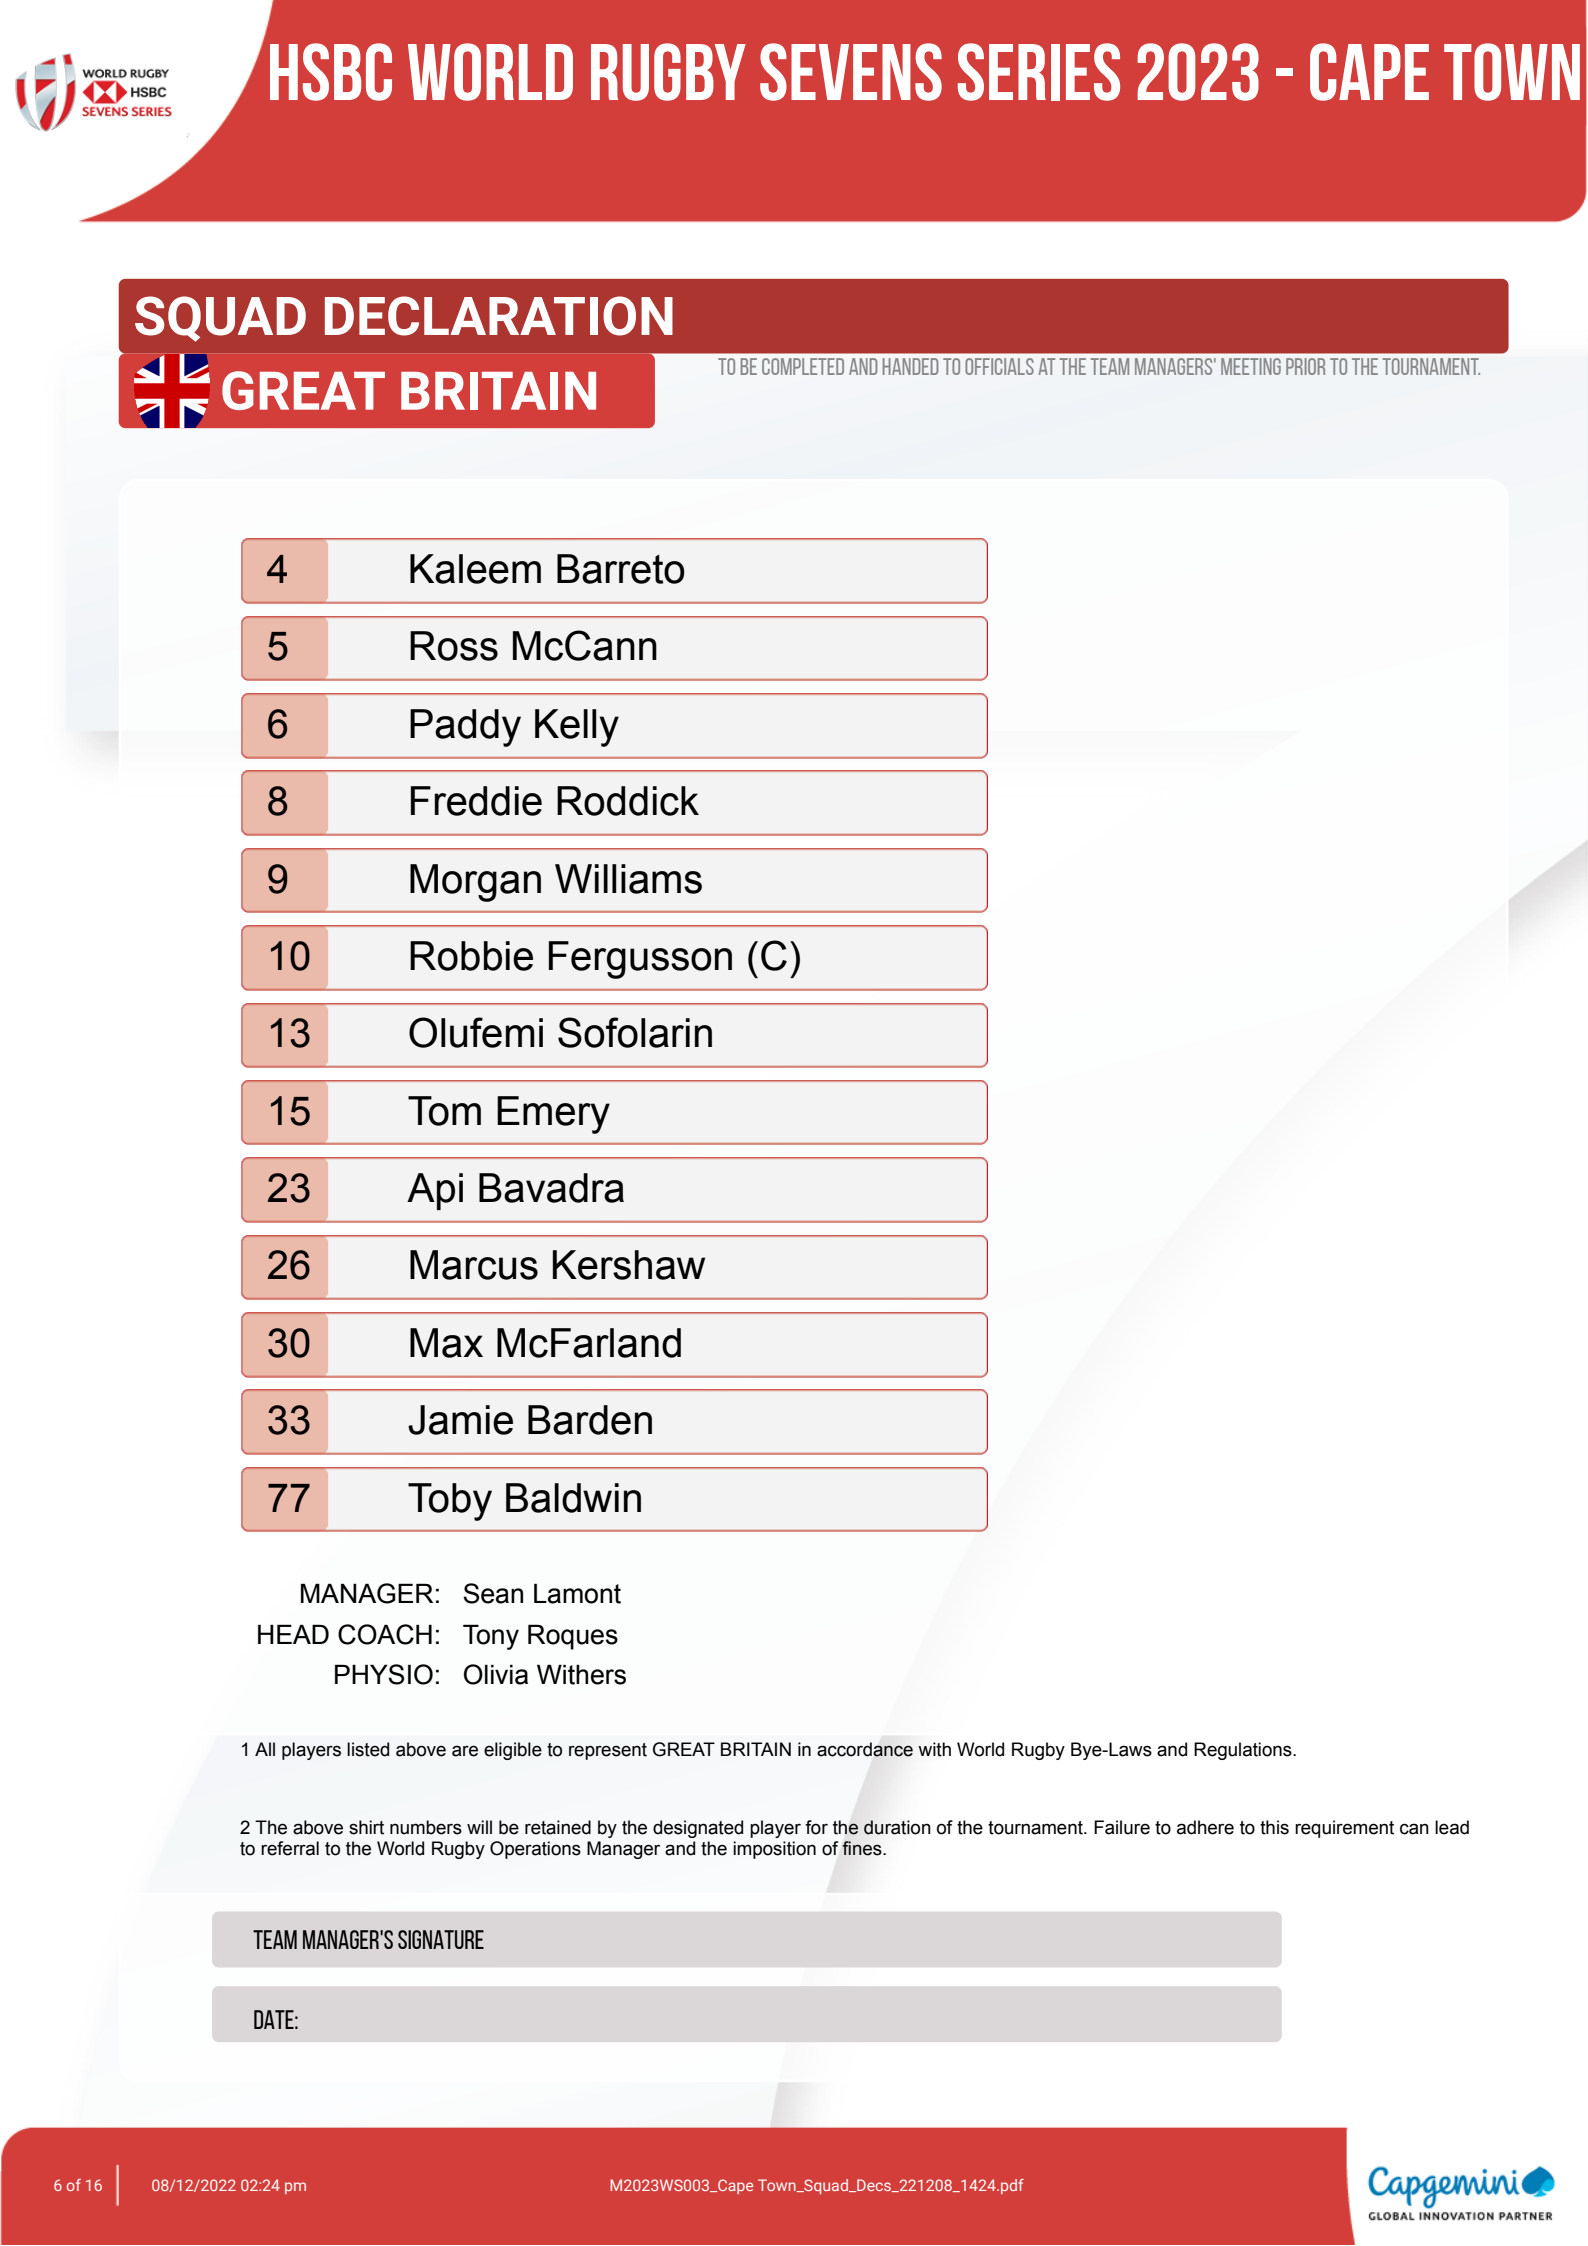 WORLD RUGBY
HSBC
SEVENS SERIES
HSBC WORLD RUGBY SEVENS SERIES 2023 - CAPE TOWN
SQUAD DECLARATION
GREAT BRITAIN
TO BE COMPLETED AND HANDED TO OFFICIALS AT THE TEAM MANAGERS' MEETING PRIOR TO THE TOURNAMENT.
4 Kaleem Barreto
5 Ross McCann
6 Paddy Kelly
8 Freddie Roddick
9 Morgan Williams
10 Robbie Fergusson (C)
13 Olufemi Sofolarin
15 Tom Emery
23 Api Bavadra
26 Marcus Kershaw
30 Max McFarland
33 Jamie Barden
77 Toby Baldwin
MANAGER: Sean Lamont
HEAD COACH: Tony Roques
PHYSIO: Olivia Withers
1 All players listed above are eligible to represent GREAT BRITAIN in accordance with World Rugby Bye-Laws and Regulations.
2 The above shirt numbers will be retained by the designated player for the duration of the tournament. Failure to adhere to this requirement can lead
to referral to the World Rugby Operations Manager and the imposition of fines.
TEAM MANAGER'S SIGNATURE
DATE:
6 of 16 08/12/2022 02:24 pm M2023WS003_Cape Town_Squad_Decs_221208_1424.pdf
Capgemini
GLOBAL INNOVATION PARTNER